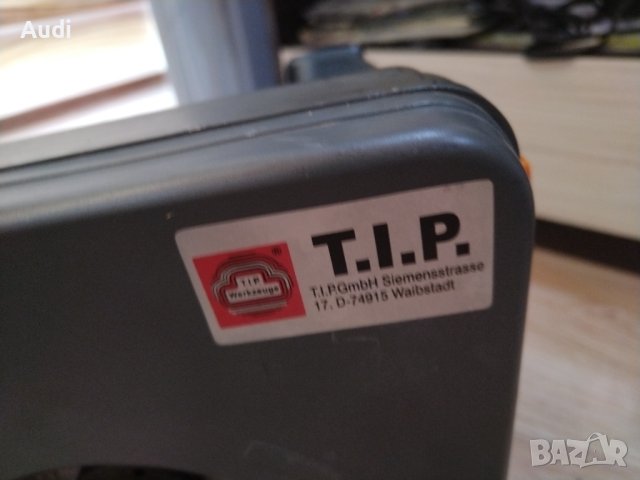 Audi
T.I.P.
T.I.P.GmbH Siemensstrasse
17. D-74915 Waibstadt
®
T.I.P.
Werkzeuge
BAZAR